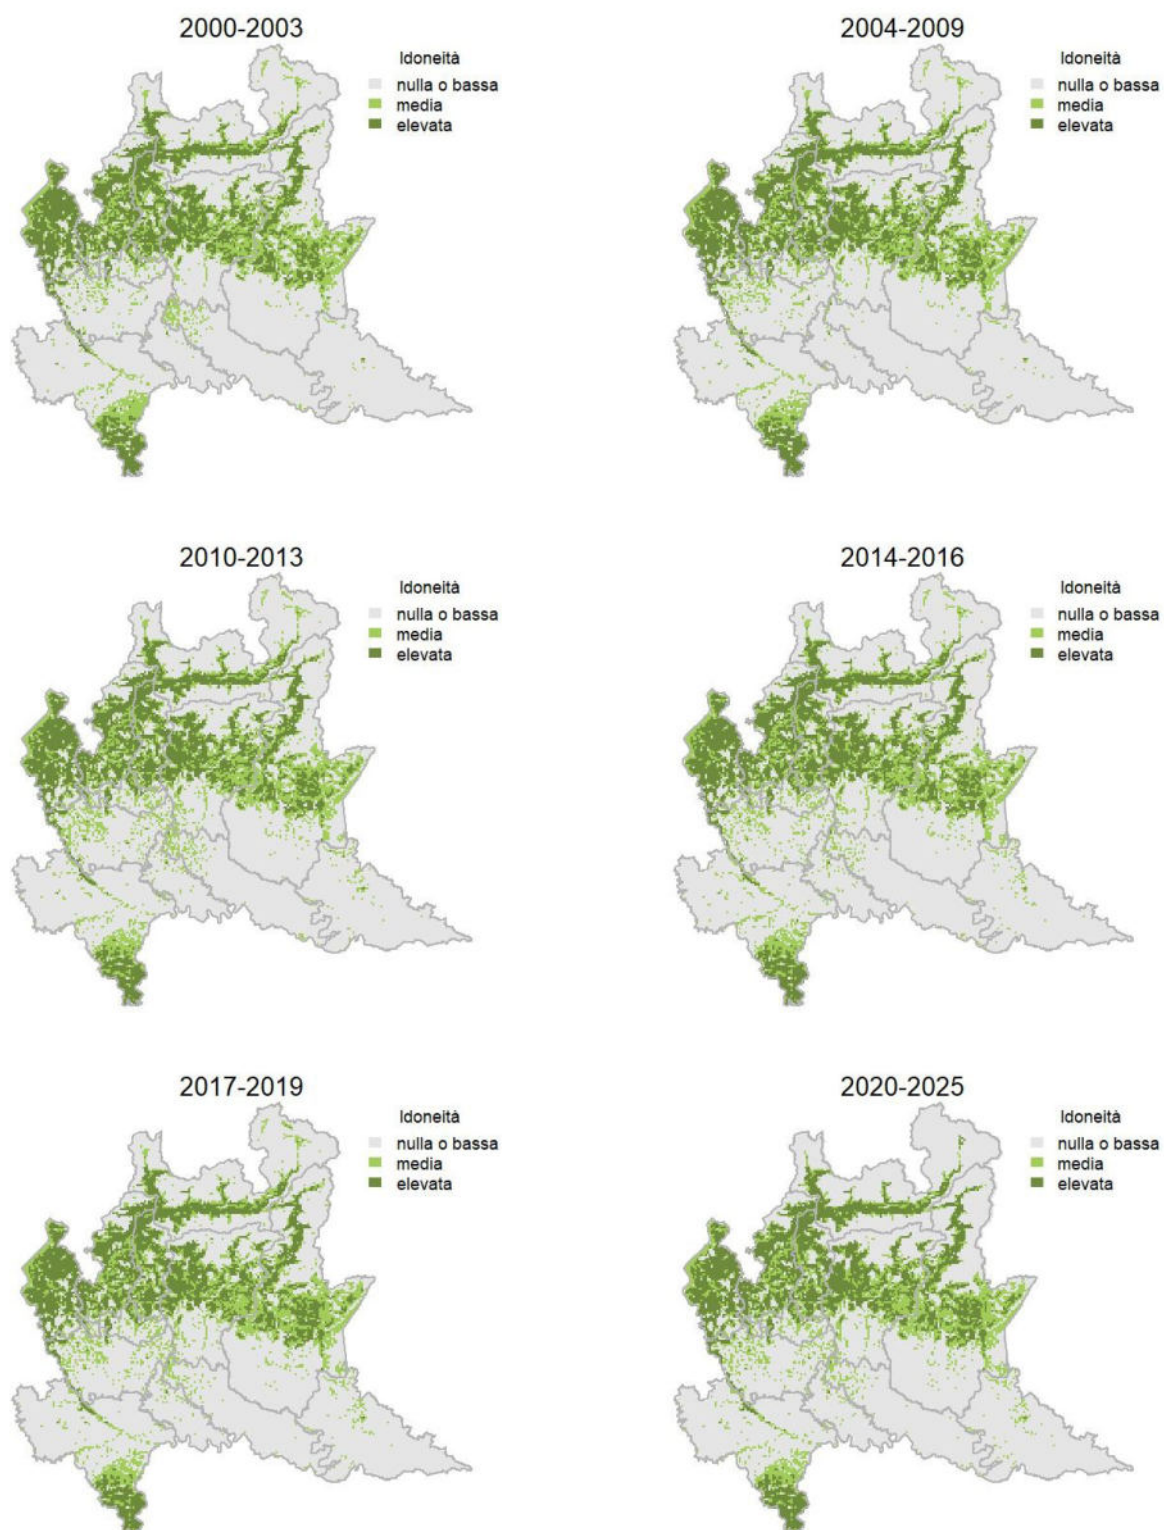 2000-2003
Idoneità
nulla o bassa
media
elevata
2004-2009
Idoneità
nulla o bassa
media
elevata
2010-2013
Idoneità
nulla o bassa
media
elevata
2014-2016
Idoneità
nulla o bassa
media
elevata
2017-2019
Idoneità
nulla o bassa
media
elevata
2020-2025
Idoneità
nulla o bassa
media
elevata